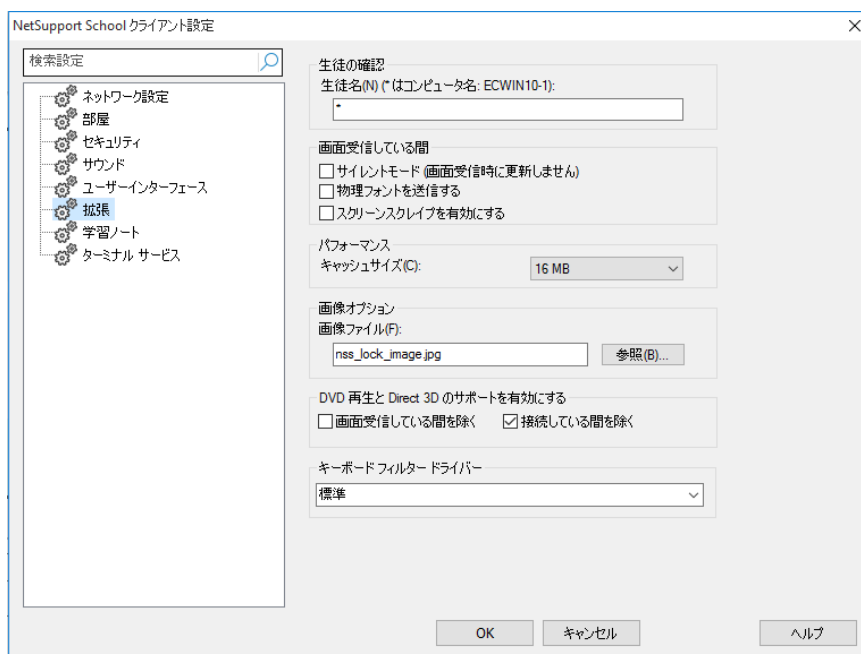 NetSupport School クライアント設定
検索設定
ネットワーク設定
部屋
セキュリティ
サウンド
ユーザーインターフェース
拡張
学習ノート
ターミナル サービス
生徒の確認
生徒名(N) (* はコンピュータ名: ECWIN10-1):
*
画面受信している間
サイレントモード (画面受信時に更新しません)
物理フォントを送信する
スクリーンスクレイプを有効にする
パフォーマンス
キャッシュサイズ(C):
16 MB
画像オプション
画像ファイル(F):
nss_lock_image.jpg
参照(B)...
DVD 再生と Direct 3D のサポートを有効にする
画面受信している間を除く
接続している間を除く
キーボード フィルター ドライバー
標準
OK
キャンセル
ヘルプ